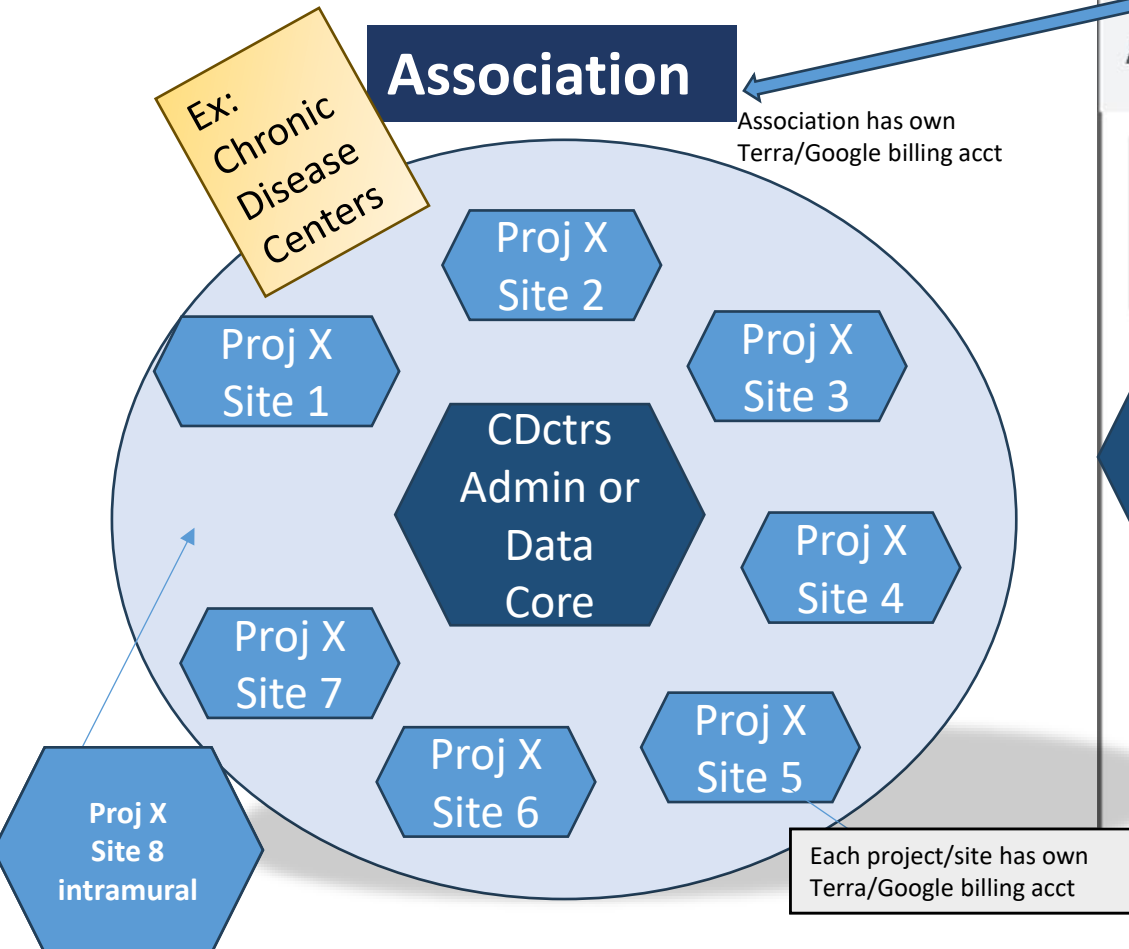 Association
Ex:
Chronic
Disease
Centers
Association has own
Terra/Google billing acct
Proj X
Site 2
Proj X
Site 1
Proj X
Site 3
CDctrs
Admin or
Data
Core
Proj X
Site 4
Proj X
Site 7
Proj X
Site 5
Proj X
Site 6
Proj X
Site 8
intramural
Each project/site has own
Terra/Google billing acct